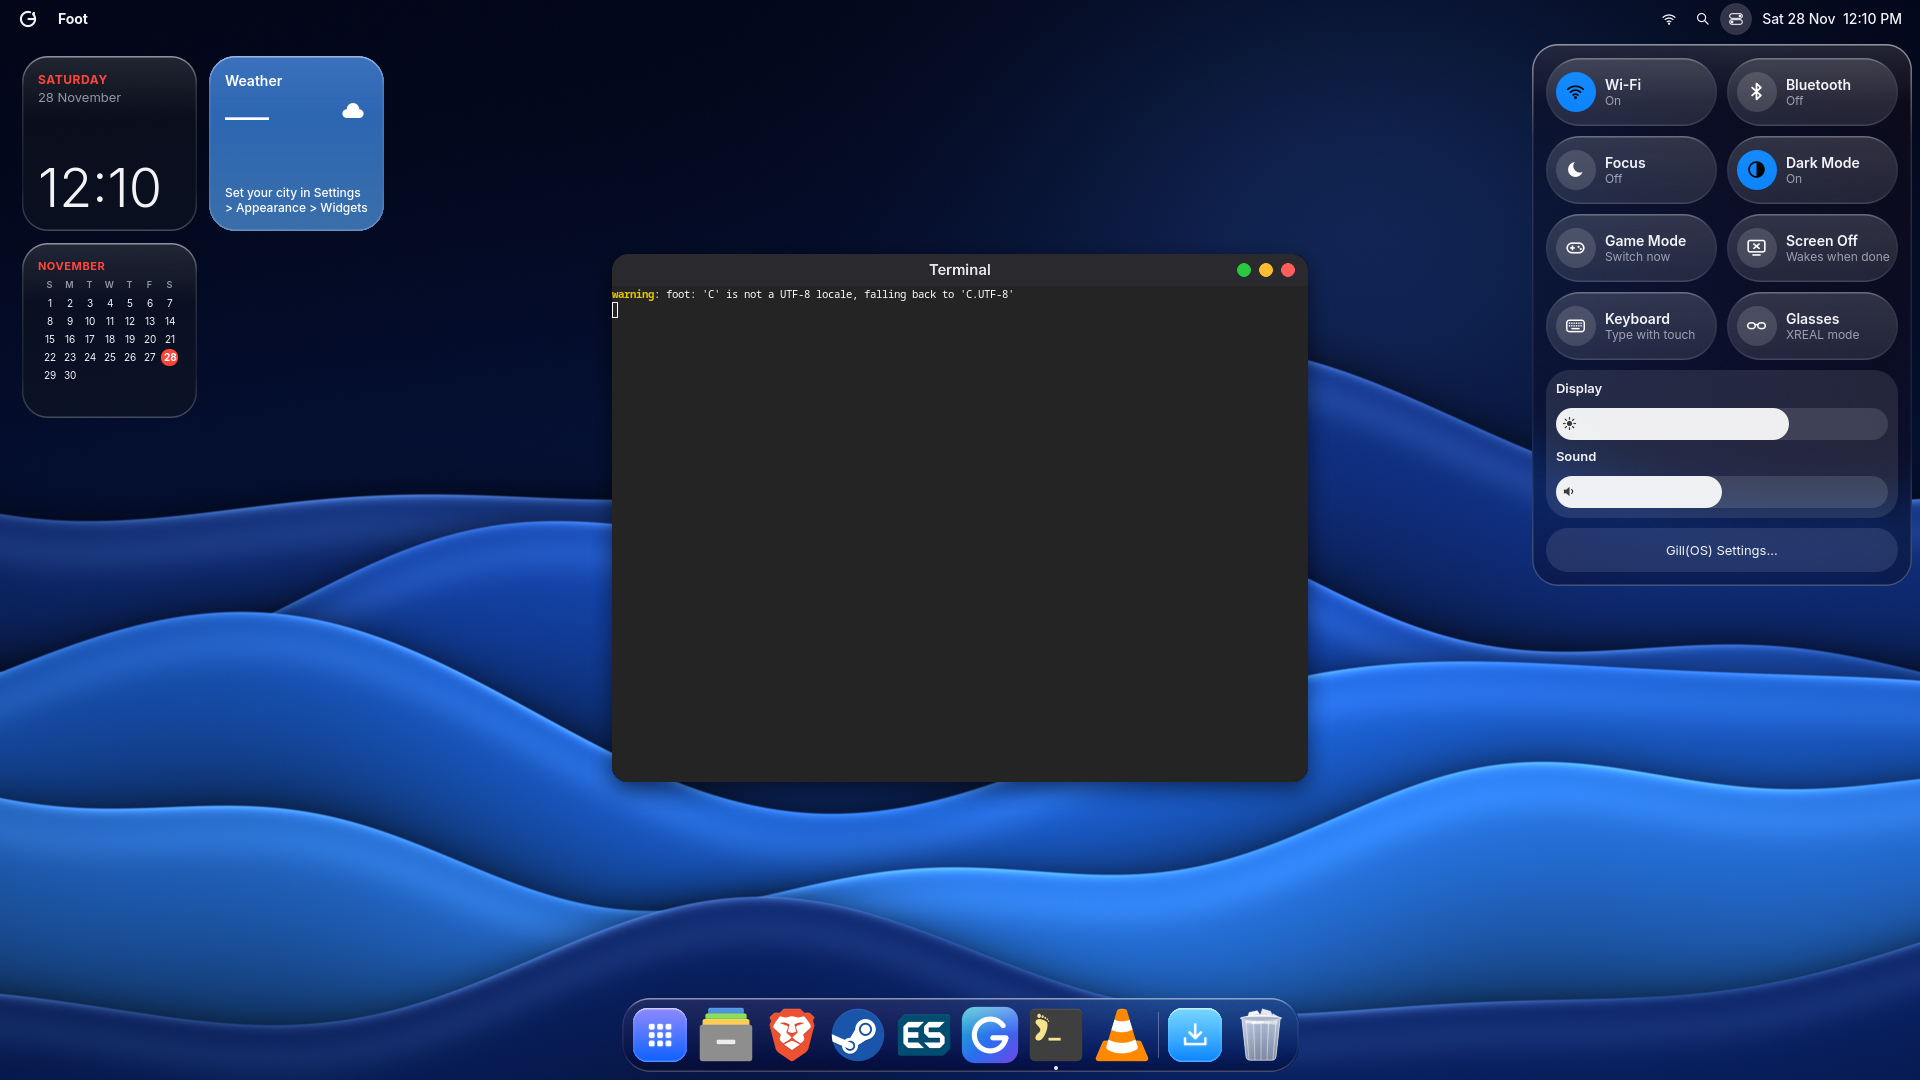 Foot
Sat 28 Nov 12:10 PM
SATURDAY
28 November
12:10
Weather
Set your city in Settings
> Appearance > Widgets
NOVEMBER
S M T W T F S
1 2 3 4 5 6 7
8 9 10 11 12 13 14
15 16 17 18 19 20 21
22 23 24 25 26 27 28
29 30
Terminal
warning: foot: 'C' is not a UTF-8 locale, falling back to 'C.UTF-8'
Wi-Fi
On
Bluetooth
Off
Focus
Off
Dark Mode
On
Game Mode
Switch now
Screen Off
Wakes when done
Keyboard
Type with touch
Glasses
XREAL mode
Display
Sound
Gill(OS) Settings...
ES
G